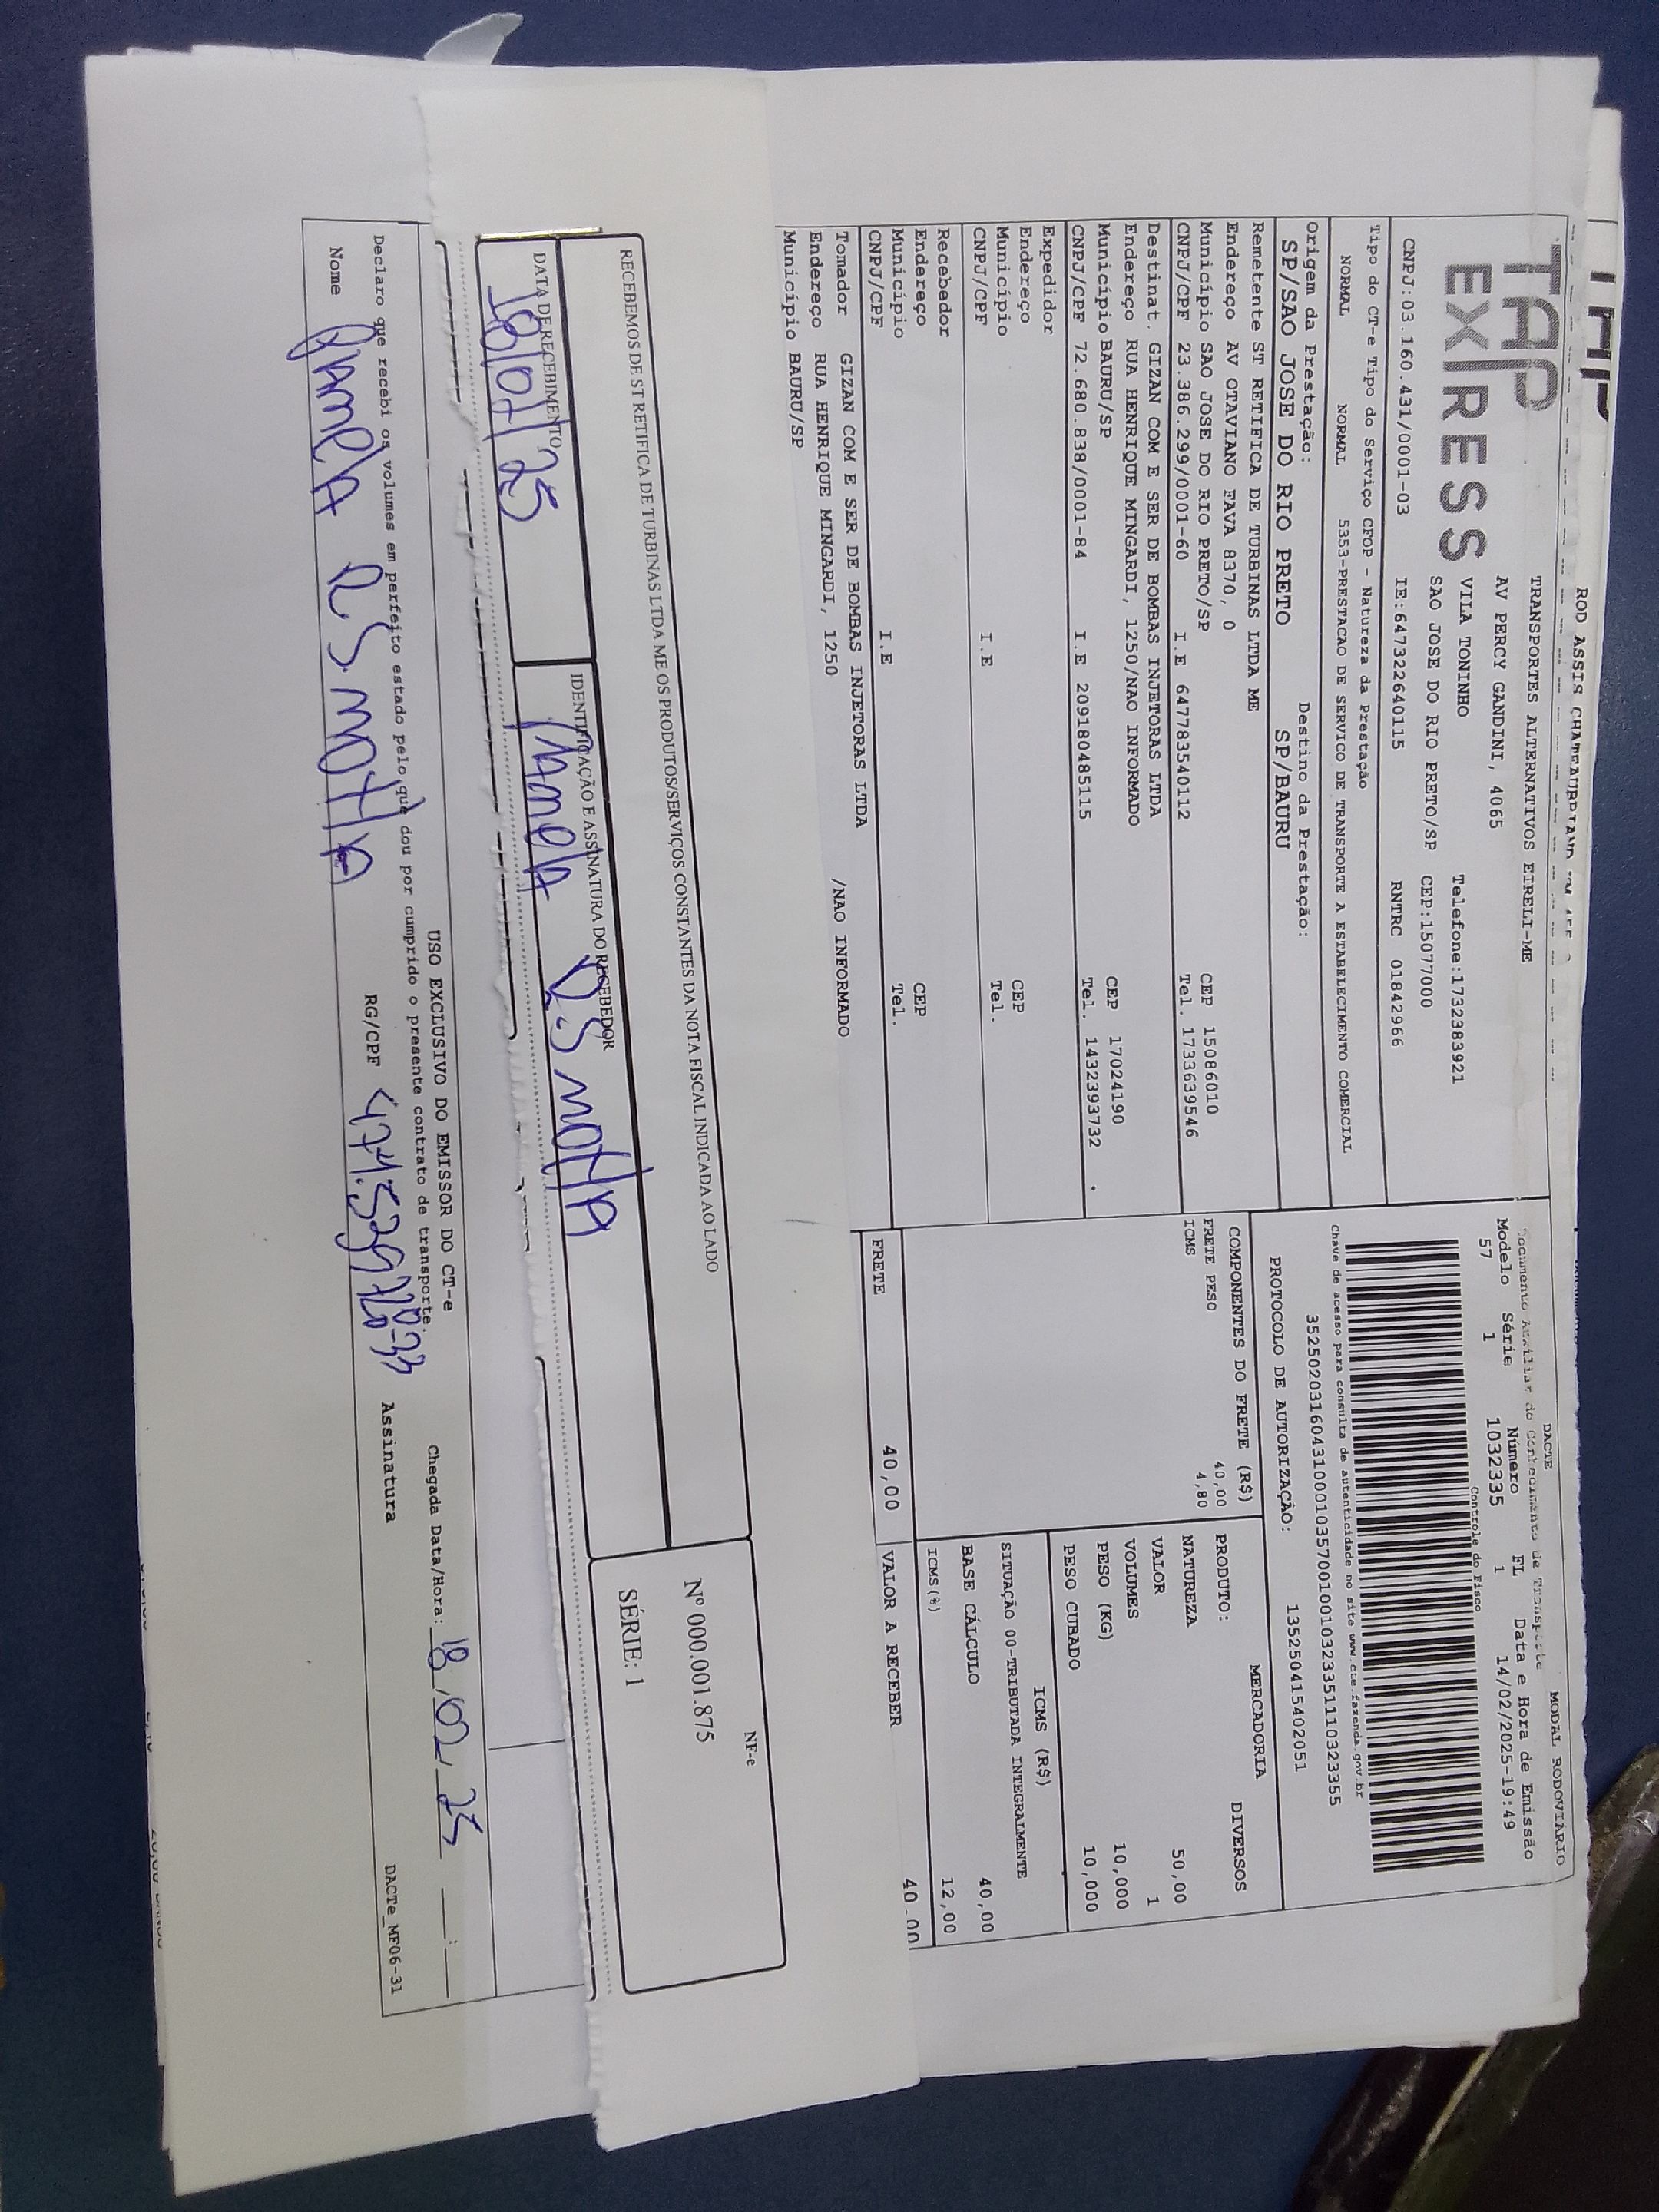 ROD ASSIS CHATEAUBRIAND
TAP
EXPRESS
TRANSPORTES ALTERNATIVOS EIRELI-ME
AV PERCY GANDINI, 4065
VILA TONINHO Telefone:1732383921
SAO JOSE DO RIO PRETO/SP CEP:15077000
CNPJ:03.160.431/0001-03 IE:647322640115 RNTRC 01842966
DACTE MODAL RODOVIÁRIO
Documento Auxiliar do Conhecimento de Transporte
Modelo Série Número FL Data e Hora de Emissão
57 1 1032335 1 14/02/2025-19:49
Controle do Fisco
Chave de acesso para consulta de autenticidade no site www.cte.fazenda.gov.br
35250203160431000103570010010323351110323355
PROTOCOLO DE AUTORIZAÇÃO: 135250415402051
Tipo do CT-e Tipo do Serviço CFOP - Natureza da Prestação
NORMAL NORMAL 5353-PRESTACAO DE SERVICO DE TRANSPORTE A ESTABELECIMENTO COMERCIAL
Origem da Prestação: Destino da Prestação:
SP/SAO JOSE DO RIO PRETO SP/BAURU
Remetente ST RETIFICA DE TURBINAS LTDA ME
Endereço AV OTAVIANO FAVA 8370, 0
Município SAO JOSE DO RIO PRETO/SP CEP 15086010
CNPJ/CPF 23.386.299/0001-60 I.E 647783540112 Tel. 1733639546
Destinat. GIZAN COM E SER DE BOMBAS INJETORAS LTDA
Endereço RUA HENRIQUE MINGARDI, 1250/NAO INFORMADO
Município BAURU/SP CEP 17024190
CNPJ/CPF 72.680.838/0001-84 I.E 209180485115 Tel. 1432393732
Expedidor
Endereço
Município CEP
CNPJ/CPF I.E Tel.
Recebador
Endereço
Município CEP
CNPJ/CPF I.E Tel.
Tomador GIZAN COM E SER DE BOMBAS INJETORAS LTDA
Endereço RUA HENRIQUE MINGARDI, 1250 /NAO INFORMADO
Município BAURU/SP
COMPONENTES DO FRETE (R$)
FRETE PESO 40,00
ICMS 4,80
MERCADORIA
PRODUTO: DIVERSOS
NATUREZA
VALOR 50,00
VOLUMES 1
PESO (KG) 10,000
PESO CUBADO 10,000
ICMS (R$)
SITUAÇÃO 00-TRIBUTADA INTEGRALMENTE
BASE CÁLCULO 40,00
ICMS(%) 12,00
FRETE 40,00 VALOR A RECEBER 40,00
RECEBEMOS DE ST RETIFICA DE TURBINAS LTDA ME OS PRODUTOS/SERVIÇOS CONSTANTES DA NOTA FISCAL INDICADA AO LADO
NF-e
Nº 000.001.875
SÉRIE: 1
DATA DE RECEBIMENTO IDENTIFICAÇÃO E ASSINATURA DO RECEBEDOR
PAmelA R S MOTTA
USO EXCLUSIVO DO EMISSOR DO CT-e
Chegada Data/Hora: 18/02/25 __:__
Declaro que recebi os volumes em perfeito estado pelo que dou por cumprido o presente contrato de transporte.
Nome PAmelA R S. MOTTA RG/CPF Assinatura
DACTe_MF06-31